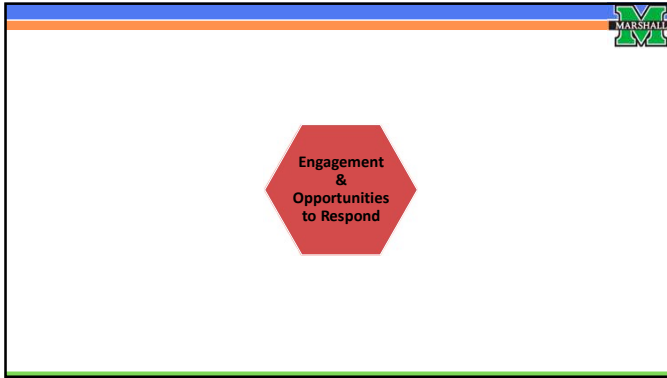 MARSHALL
Engagement
&
Opportunities
to Respond